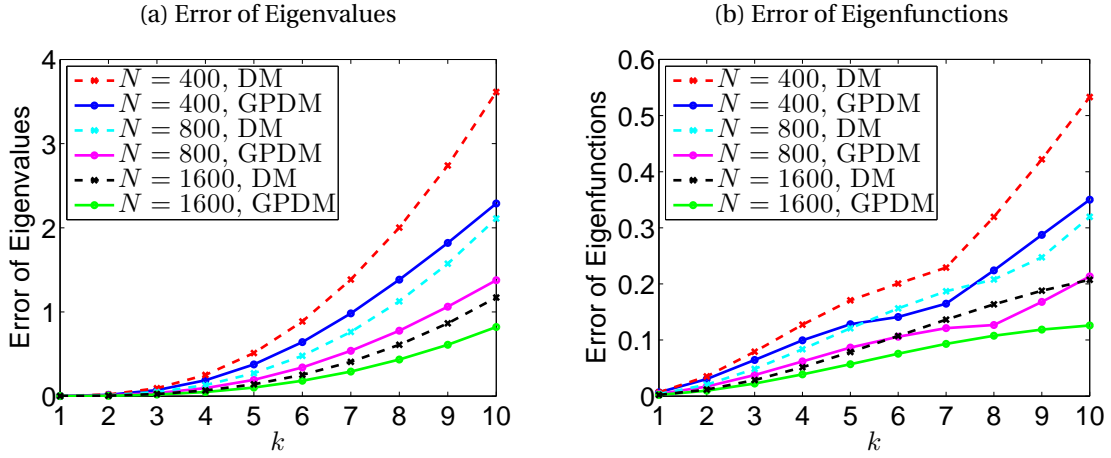 (a) Error of Eigenvalues
Error of Eigenvalues
4
3
2
1
0
N = 400, DM
N = 400, GPDM
N = 800, DM
N = 800, GPDM
N = 1600, DM
N = 1600, GPDM
1 2 3 4 5 6 7 8 9 10
k
(b) Error of Eigenfunctions
Error of Eigenfunctions
0.6
0.5
0.4
0.3
0.2
0.1
0
N = 400, DM
N = 400, GPDM
N = 800, DM
N = 800, GPDM
N = 1600, DM
N = 1600, GPDM
1 2 3 4 5 6 7 8 9 10
k